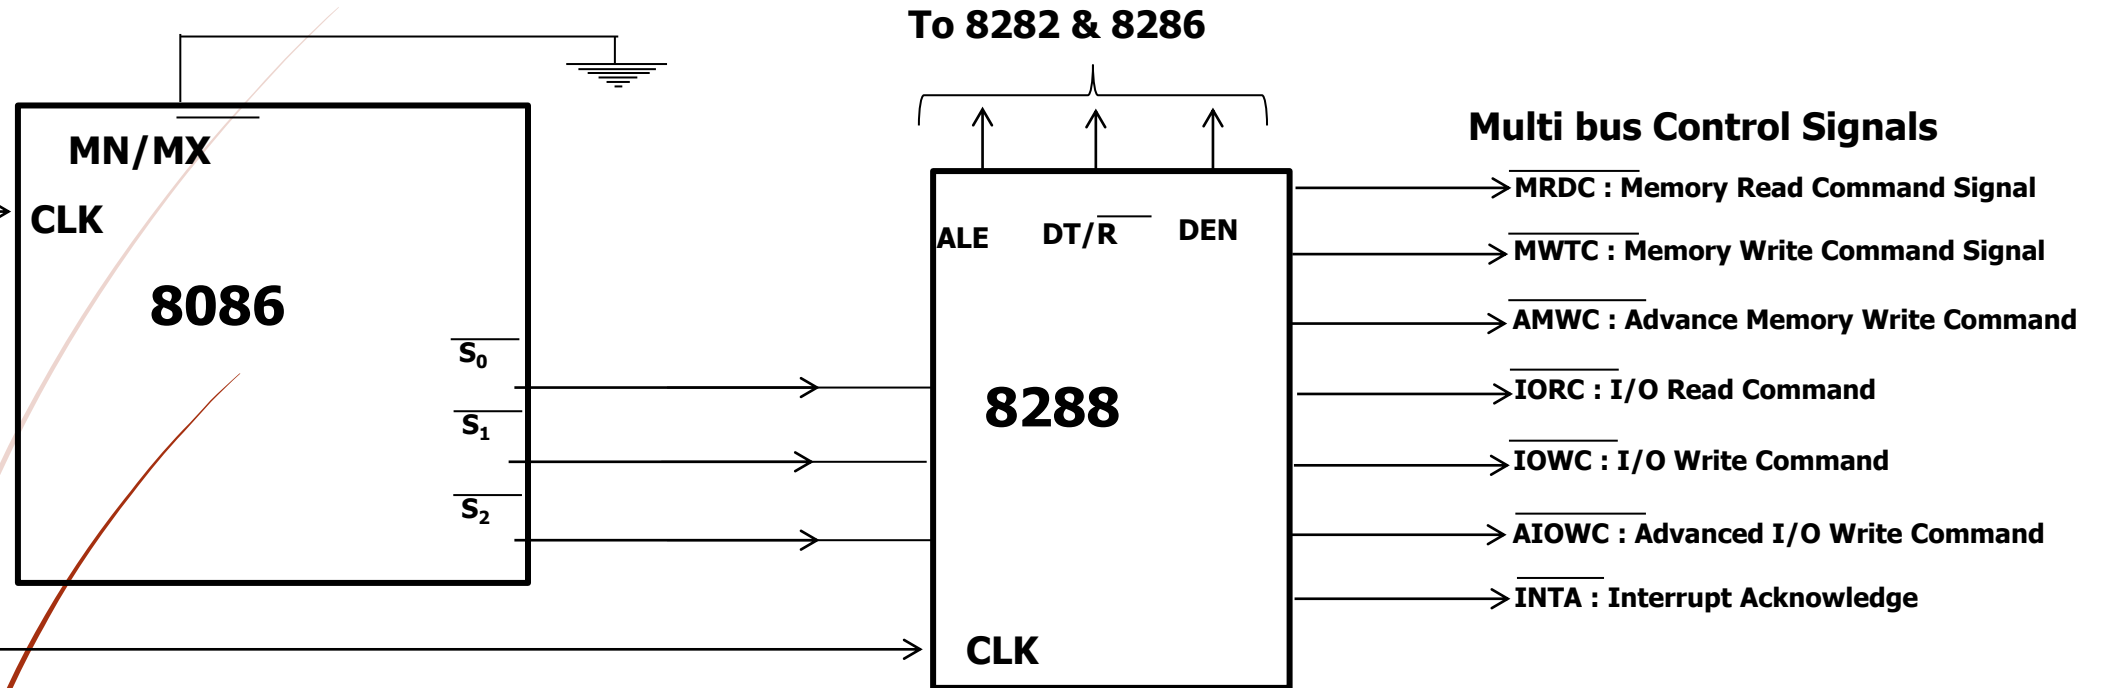 To 8282 & 8286
Multi bus Control Signals
MN/MX
CLK
8086
S0
S1
S2
ALE
DT/R
DEN
8288
CLK
MRDC : Memory Read Command Signal
MWTC : Memory Write Command Signal
AMWC : Advance Memory Write Command
IORC : I/O Read Command
IOWC : I/O Write Command
AIOWC : Advanced I/O Write Command
INTA : Interrupt Acknowledge